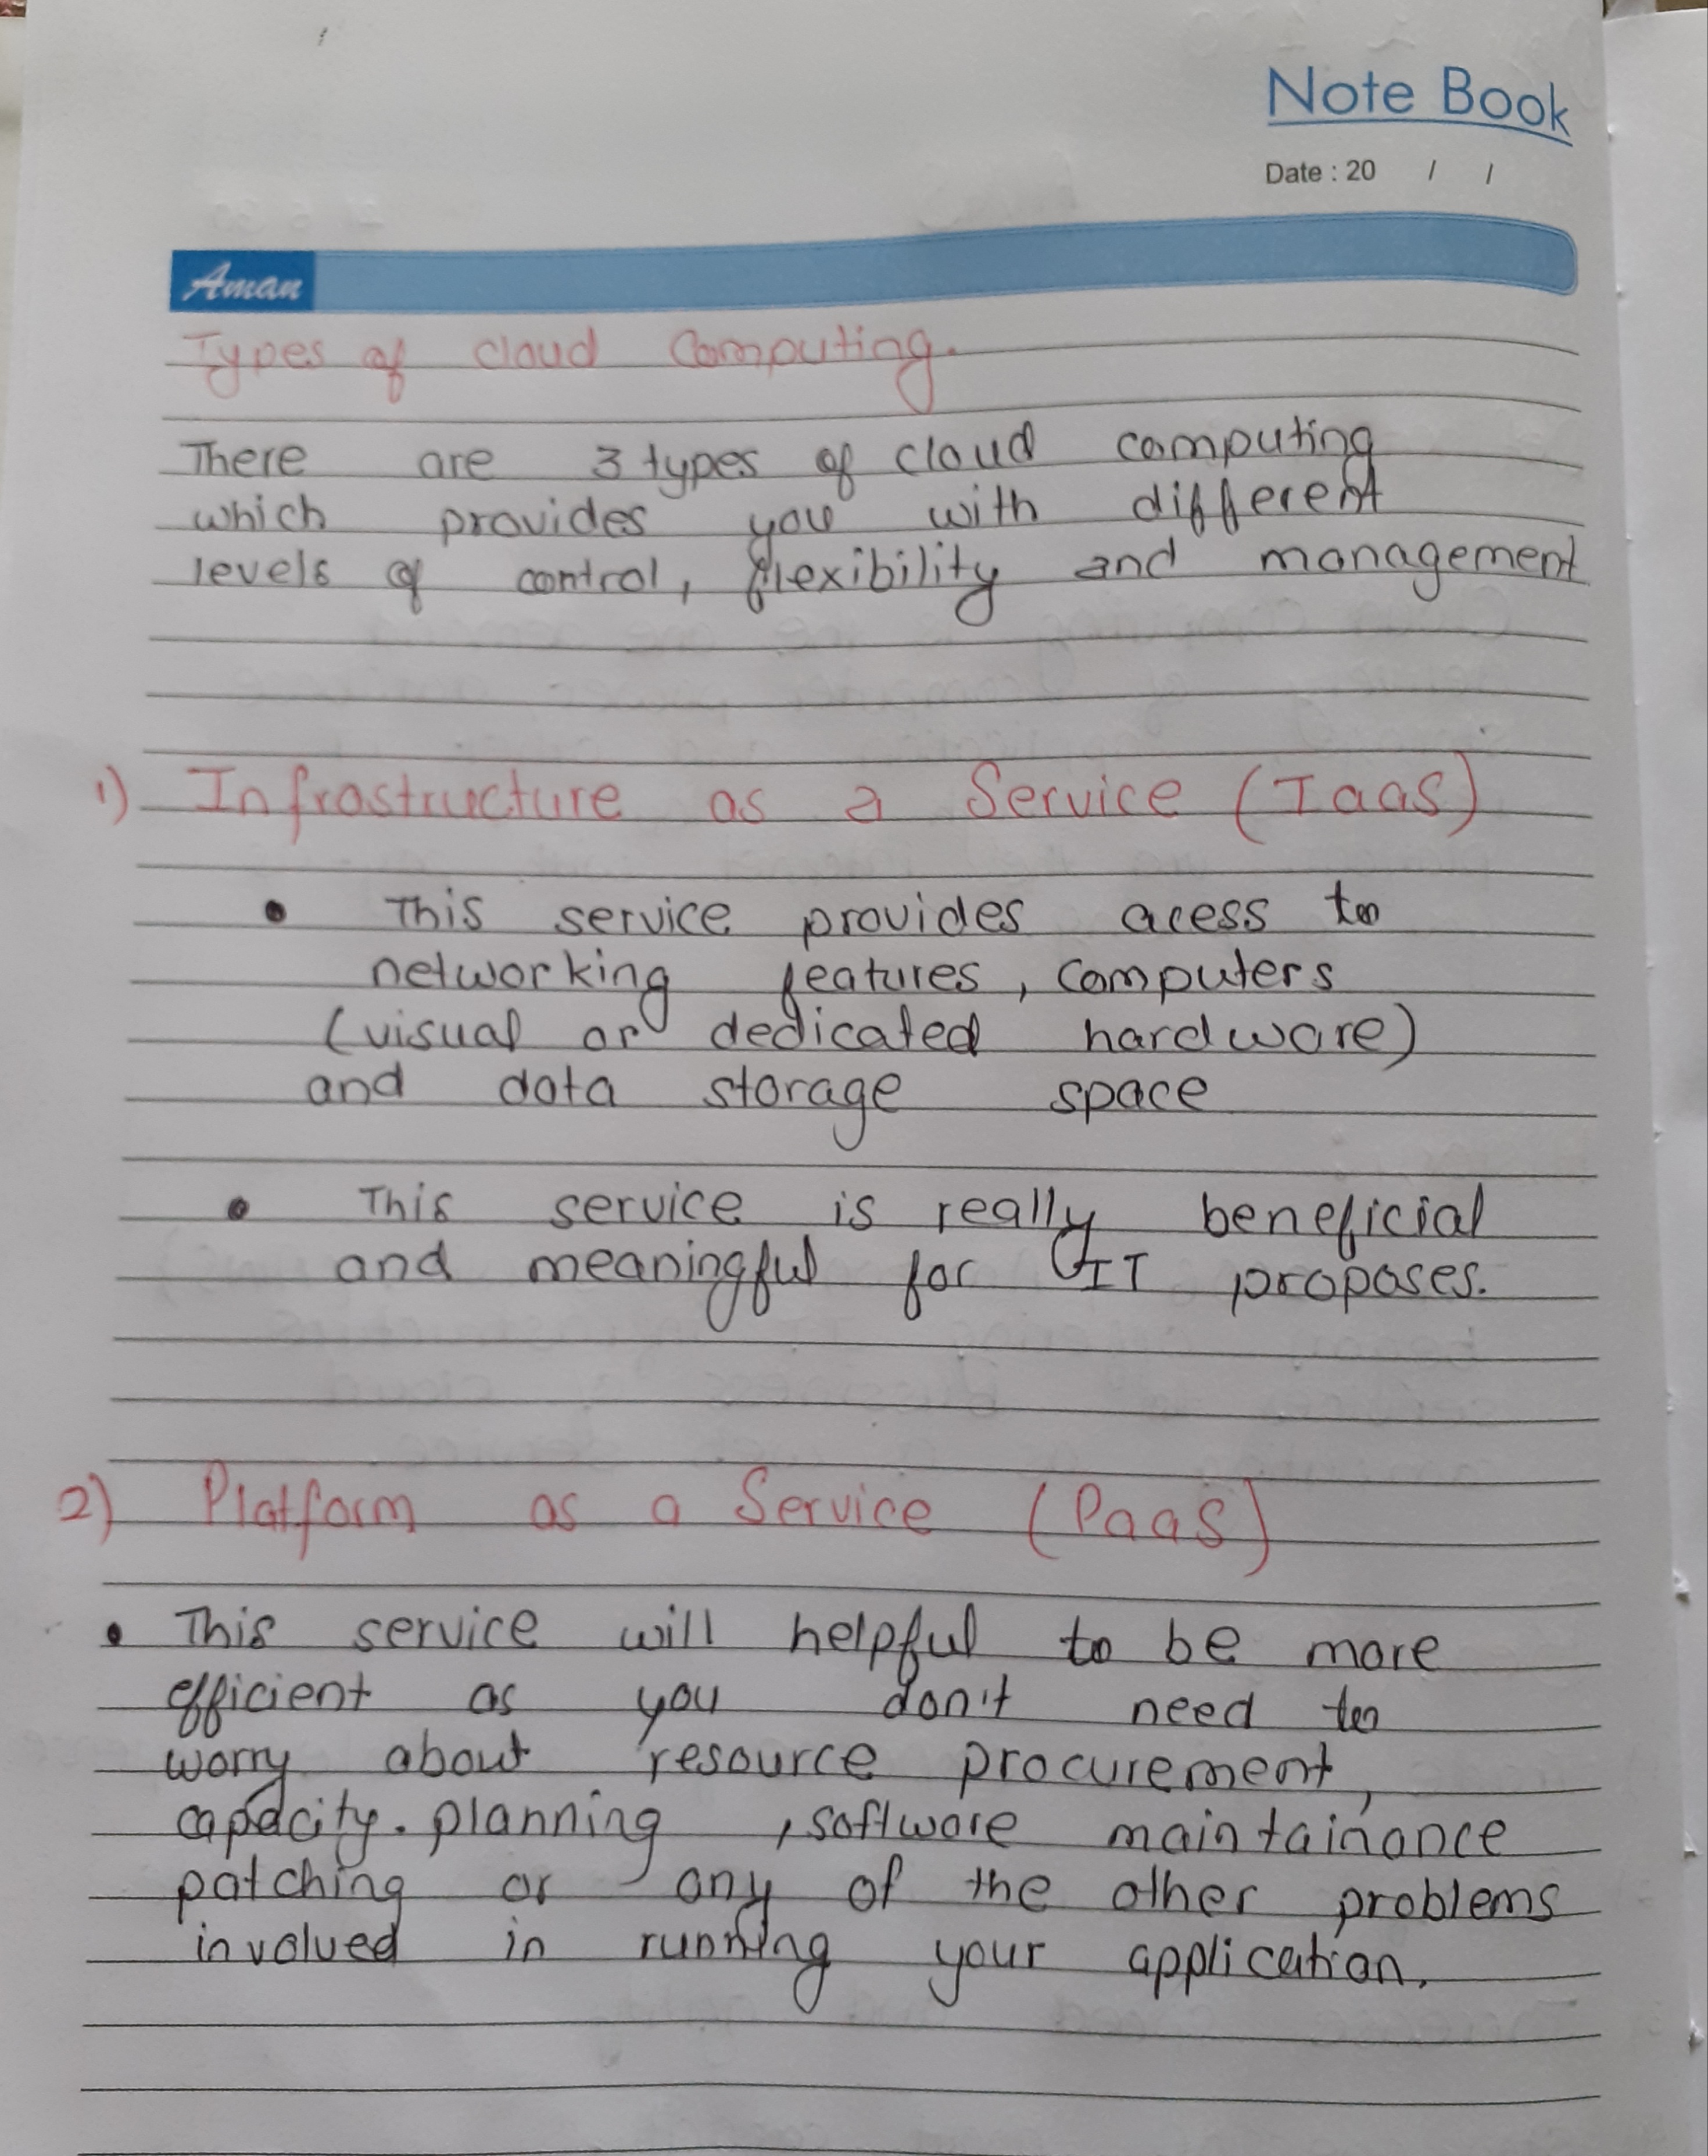 Note Book
Date : 20 / /
Aman
Types of cloud Computing.
There are 3 types of cloud computing
which provides you with different
levels of control, flexibility and management
1) Infrastructure as a Service (IaaS)
• This service provides acess to
networking features, computers
(visual or dedicated hardware)
and data storage space
• This service is really beneficial
and meaningful for IT proposes.
2) Platform as a Service (PaaS)
• This service will helpful to be more
efficient as you don't need to
worry about resource procurement,
capacity. planning , software maintainance
patching or any of the other problems
involved in running your application.